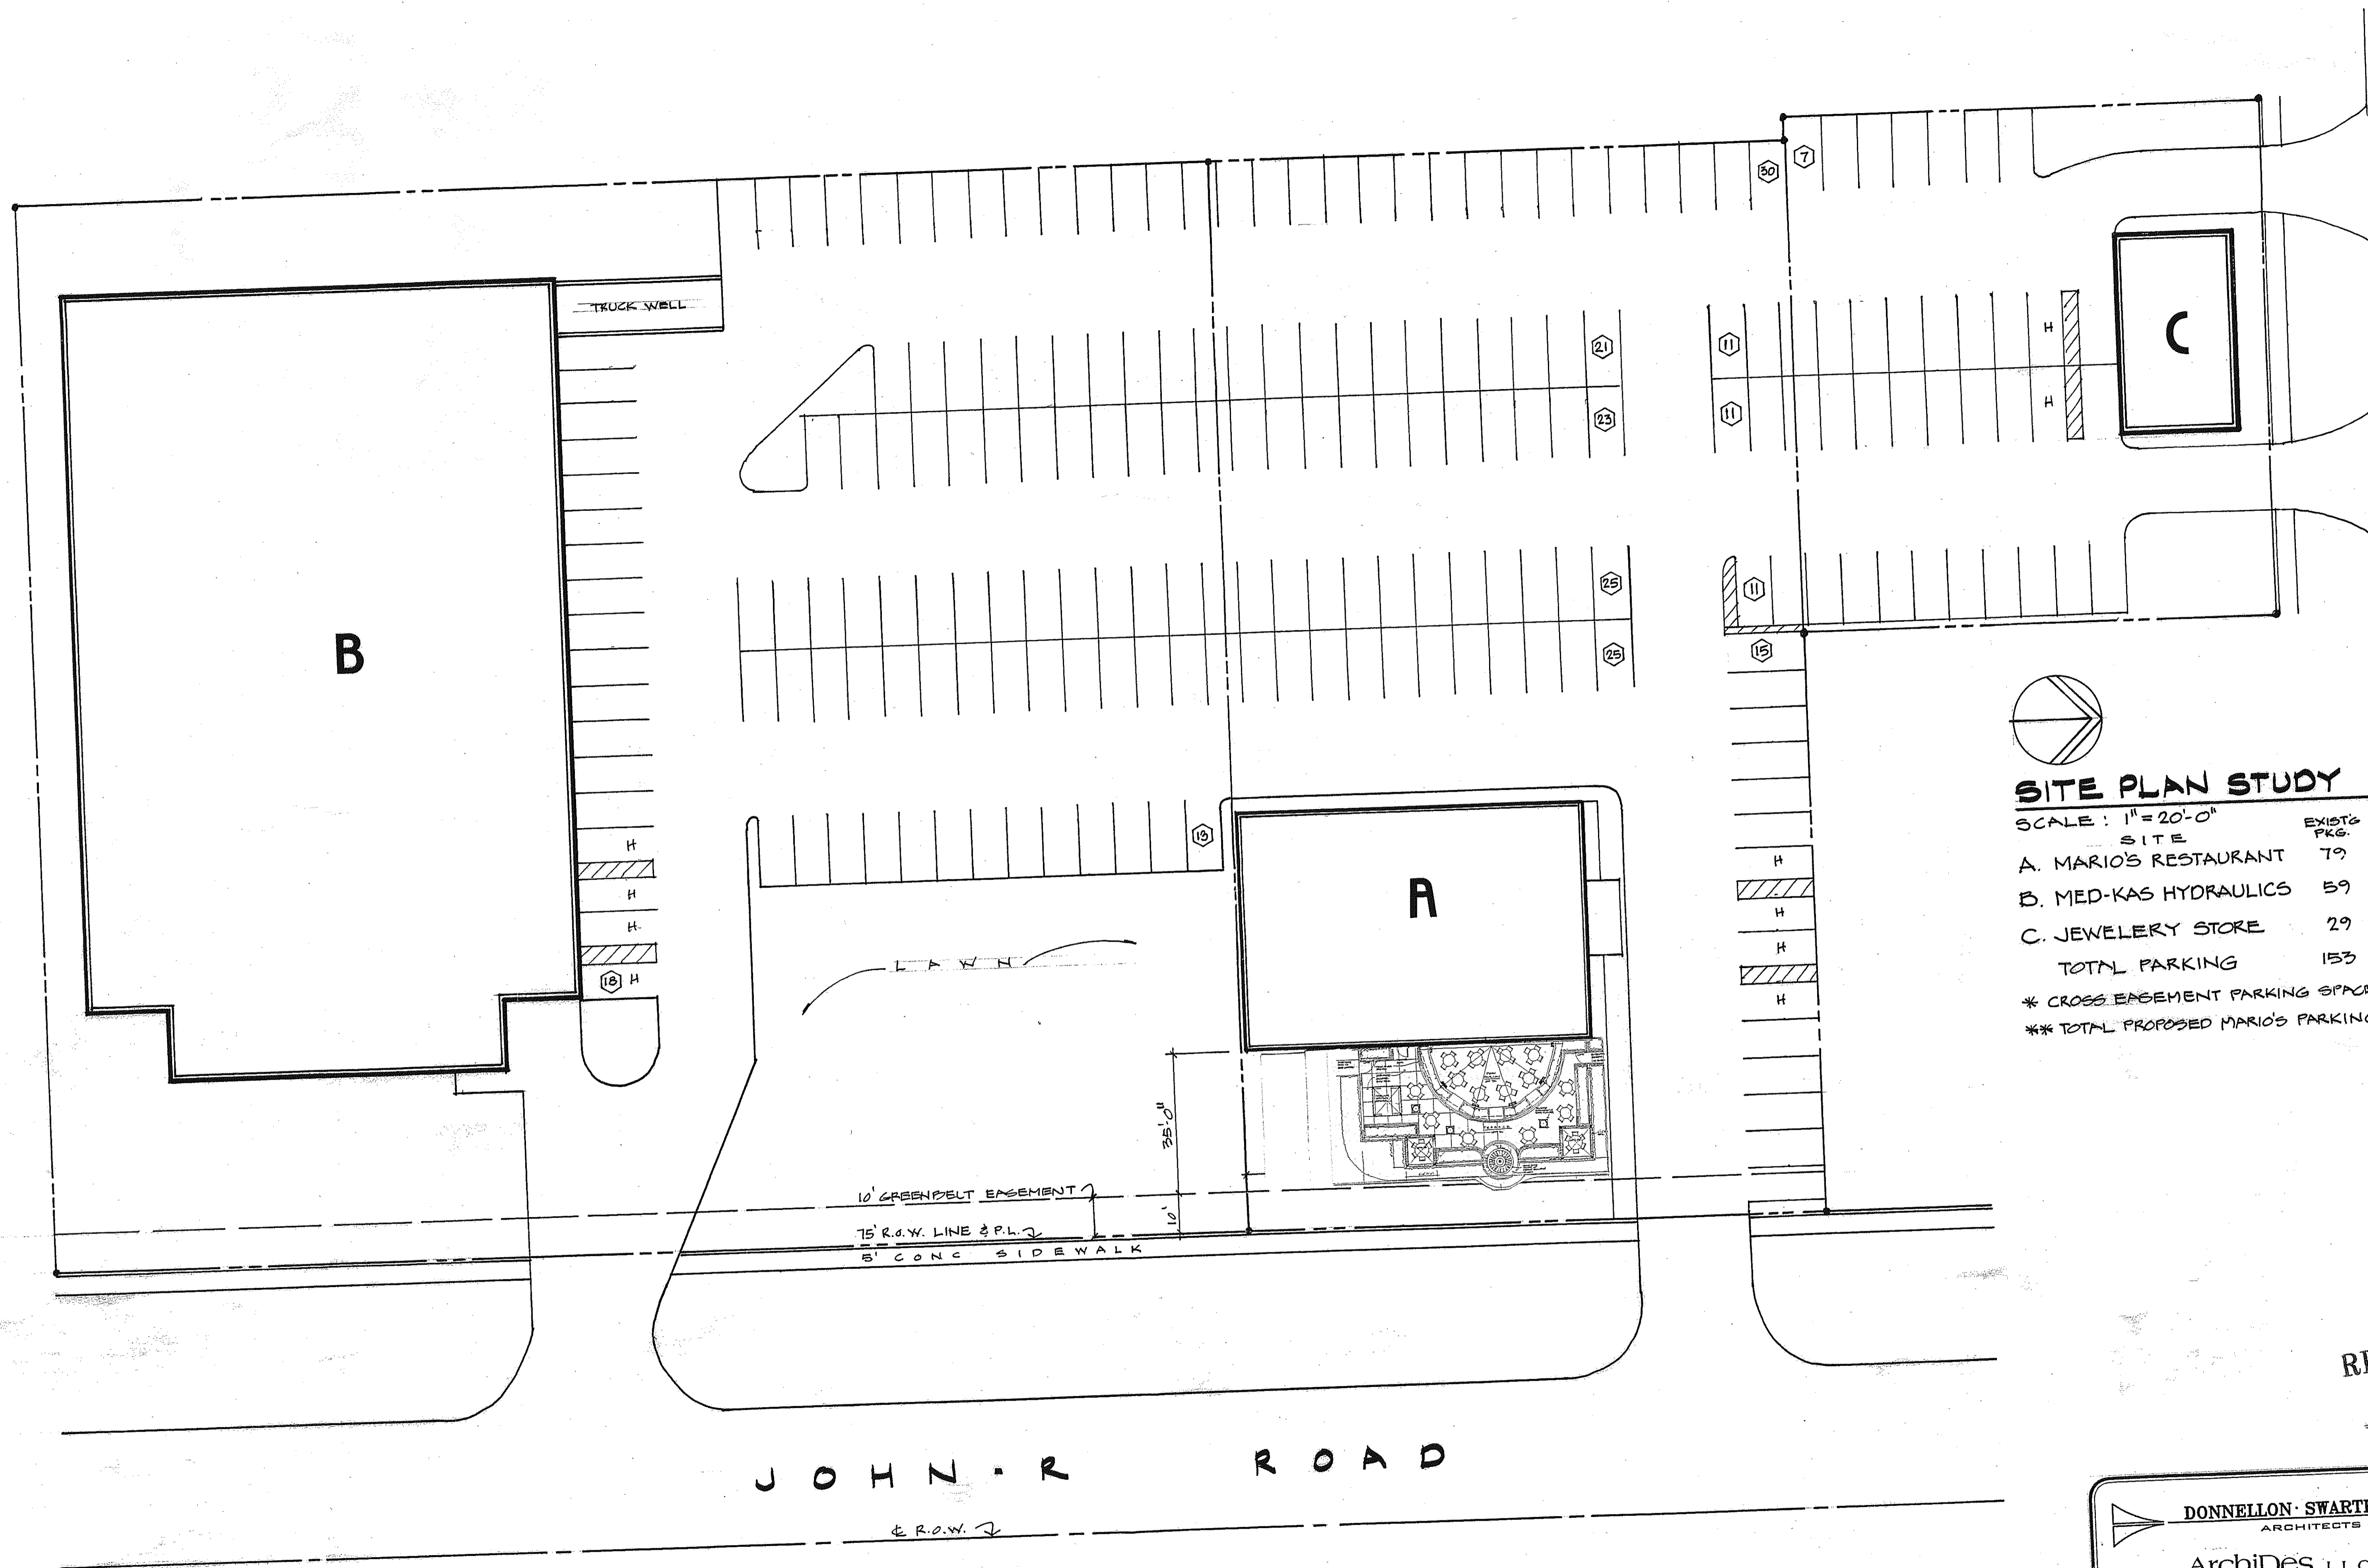 30
7
TRUCK WELL
21
11
H
C
23
11
H
B
25
11
25
15
13
SITE PLAN STUDY
SCALE : 1" = 20'-0"
SITE
EXIST'G
PKG.
A. MARIO'S RESTAURANT 79
B. MED-KAS HYDRAULICS 59
C. JEWELERY STORE 29
TOTAL PARKING 153
* CROSS EASEMENT PARKING
** TOTAL PROPOSED MARIO'S
H
H
H
18 H
A
H
H
H
H
LAWN
35'-0"
10'
10' GREENBELT EASEMENT
75' R.O.W. LINE & P.L.
5' CONC SIDEWALK
JOHN · R ROAD
℄ R.O.W.
DONNELLON · 
ARCHITECTS
ArchiDes